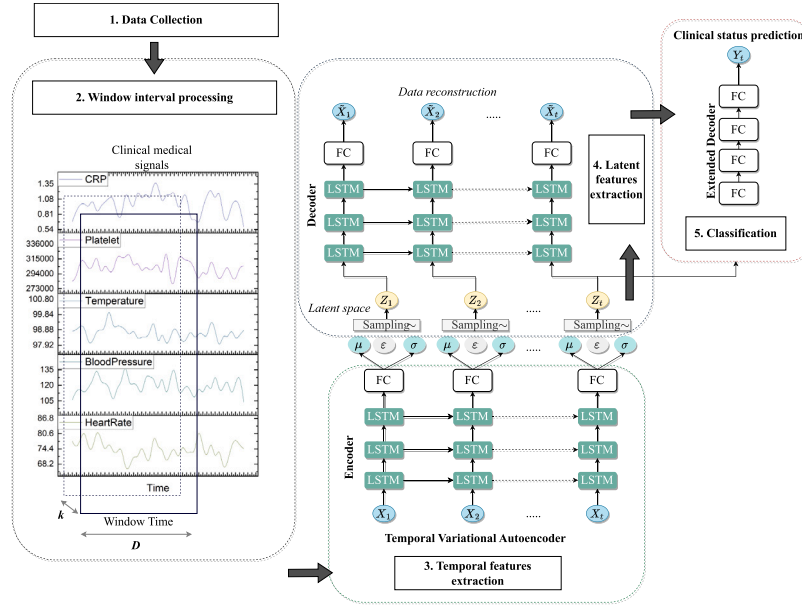 1. Data Collection
2. Window interval processing
Clinical medical
signals
CRP
1.35
1.08
0.81
0.54
Platelet
336000
315000
294000
273000
Temperature
100.80
99.84
98.88
97.92
BloodPressure
135
120
105
HeartRate
86.8
80.6
74.4
68.2
Time
k
Window Time
D
Data reconstruction
X̄1 X̄2 ..... X̄t
FC FC FC
Decoder
LSTM LSTM LSTM
LSTM LSTM LSTM
LSTM LSTM LSTM
Latent space
Z1 Z2 ..... Zt
Sampling~ Sampling~ Sampling~
μ ε σ μ ε σ ..... μ ε σ
FC FC FC
Encoder
LSTM LSTM LSTM
LSTM LSTM LSTM
LSTM LSTM LSTM
X1 X2 ..... Xt
Temporal Variational Autoencoder
3. Temporal features
extraction
4. Latent
features
extraction
Clinical status prediction
Yt
Extended Decoder
FC
FC
FC
FC
5. Classification